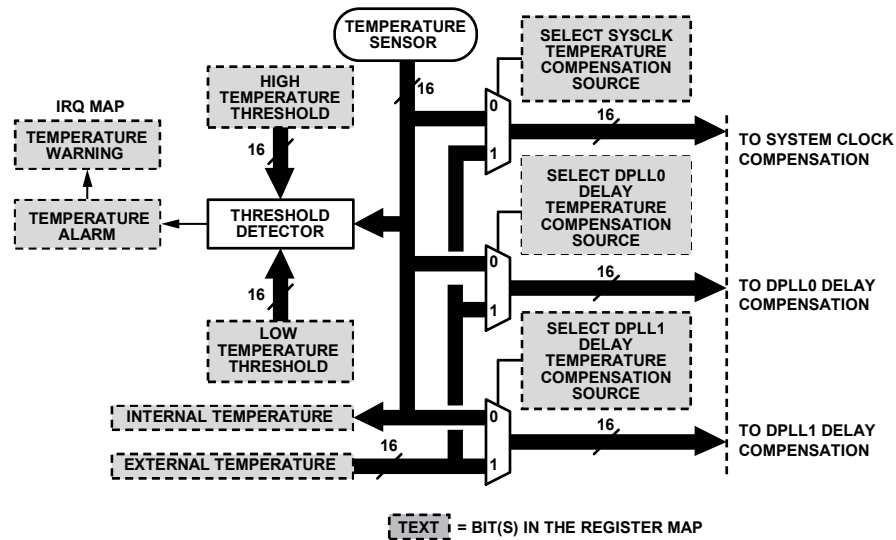 TEMPERATURE
SENSOR
16
SELECT SYSCLK
TEMPERATURE
COMPENSATION
SOURCE
HIGH
TEMPERATURE
THRESHOLD
16
IRQ MAP
TEMPERATURE
WARNING
TEMPERATURE
ALARM
THRESHOLD
DETECTOR
16
LOW
TEMPERATURE
THRESHOLD
0
1
16
TO SYSTEM CLOCK
COMPENSATION
SELECT DPLL0
DELAY
TEMPERATURE
COMPENSATION
SOURCE
0
1
16
TO DPLL0 DELAY
COMPENSATION
SELECT DPLL1
DELAY
TEMPERATURE
COMPENSATION
SOURCE
INTERNAL TEMPERATURE
EXTERNAL TEMPERATURE
16
0
1
16
TO DPLL1 DELAY
COMPENSATION
TEXT = BIT(S) IN THE REGISTER MAP